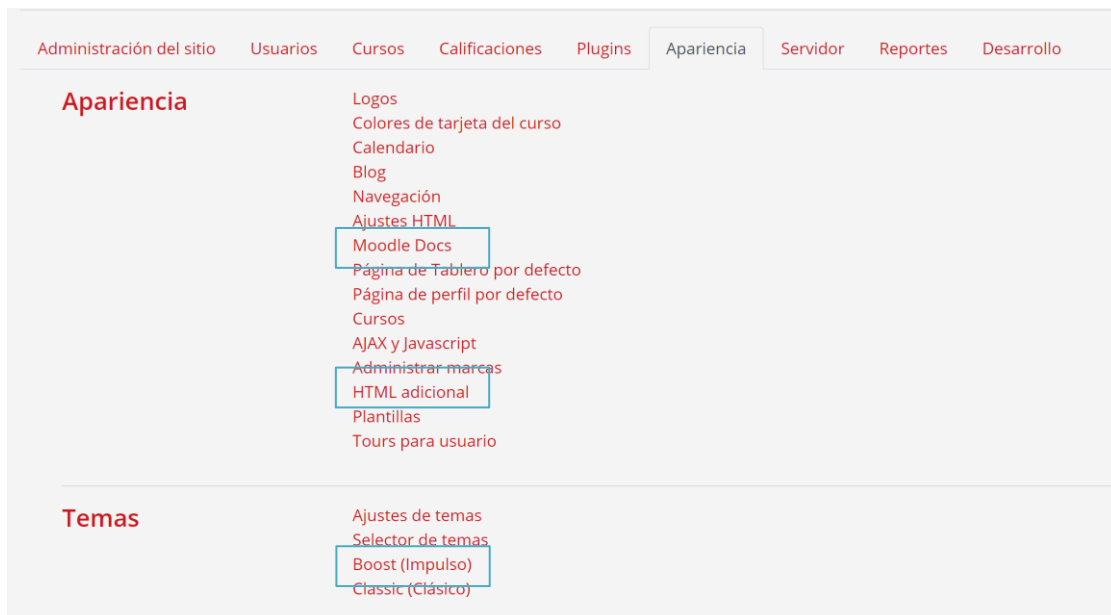 Administración del sitio Usuarios Cursos Calificaciones Plugins Apariencia Servidor Reportes Desarrollo
Apariencia
Logos
Colores de tarjeta del curso
Calendario
Blog
Navegación
Ajustes HTML
Moodle Docs
Página de Tablero por defecto
Página de perfil por defecto
Cursos
AJAX y Javascript
Administrar marcas
HTML adicional
Plantillas
Tours para usuario
Temas
Ajustes de temas
Selector de temas
Boost (Impulso)
Classic (Clásico)